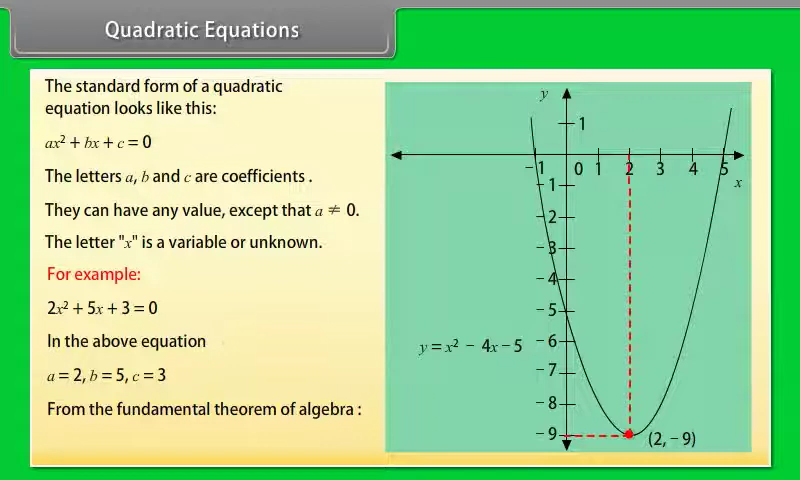 Quadratic Equations
The standard form of a quadratic
equation looks like this:
ax² + bx + c = 0
The letters a, b and c are coefficients .
They can have any value, except that a ≠ 0.
The letter "x" is a variable or unknown.
For example:
2x² + 5x + 3 = 0
In the above equation
a = 2, b = 5, c = 3
From the fundamental theorem of algebra :
y
1
−1 0 1 2 3 4 5
x
−1
−2
−3
−4
−5
y = x² − 4x − 5
−6
−7
−8
−9
(2, −9)